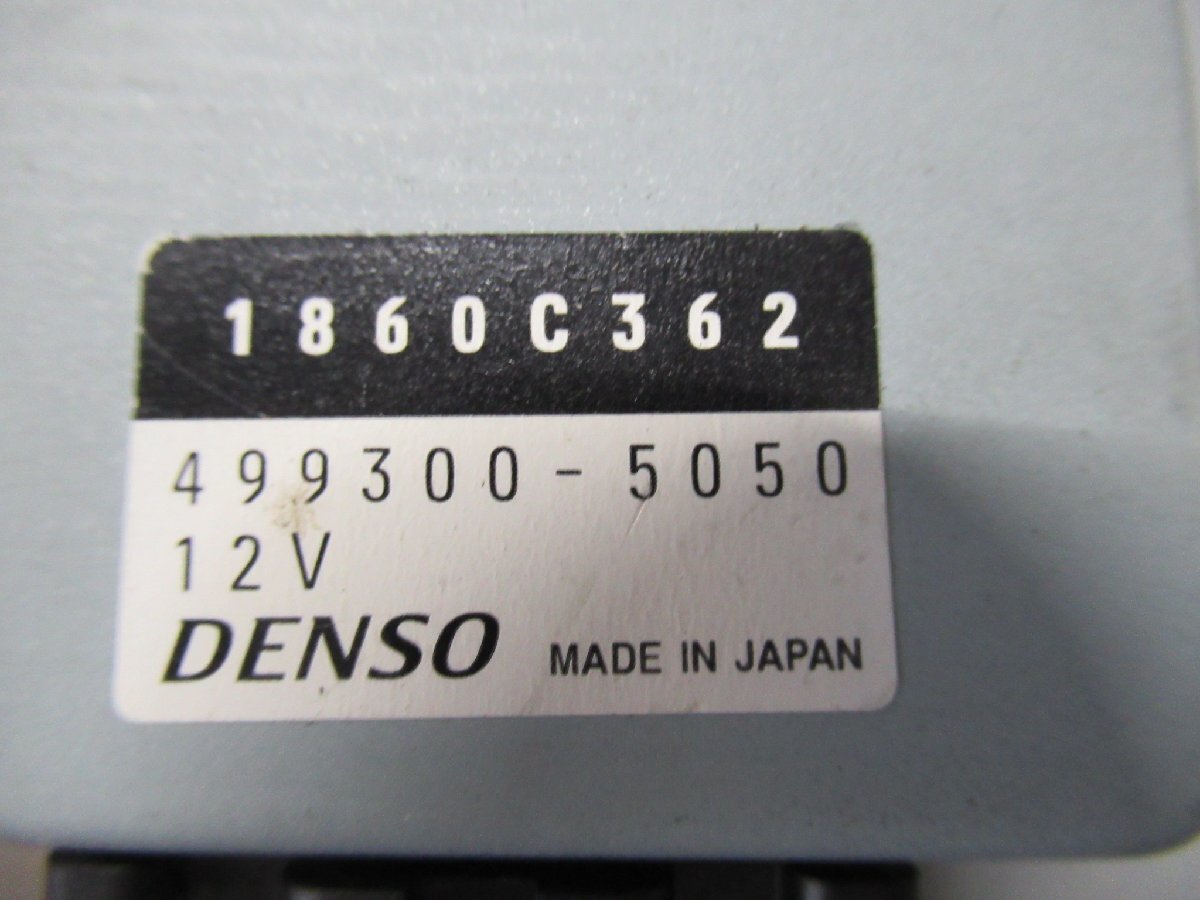 1860C362
499300-5050
12V
DENSO MADE IN JAPAN